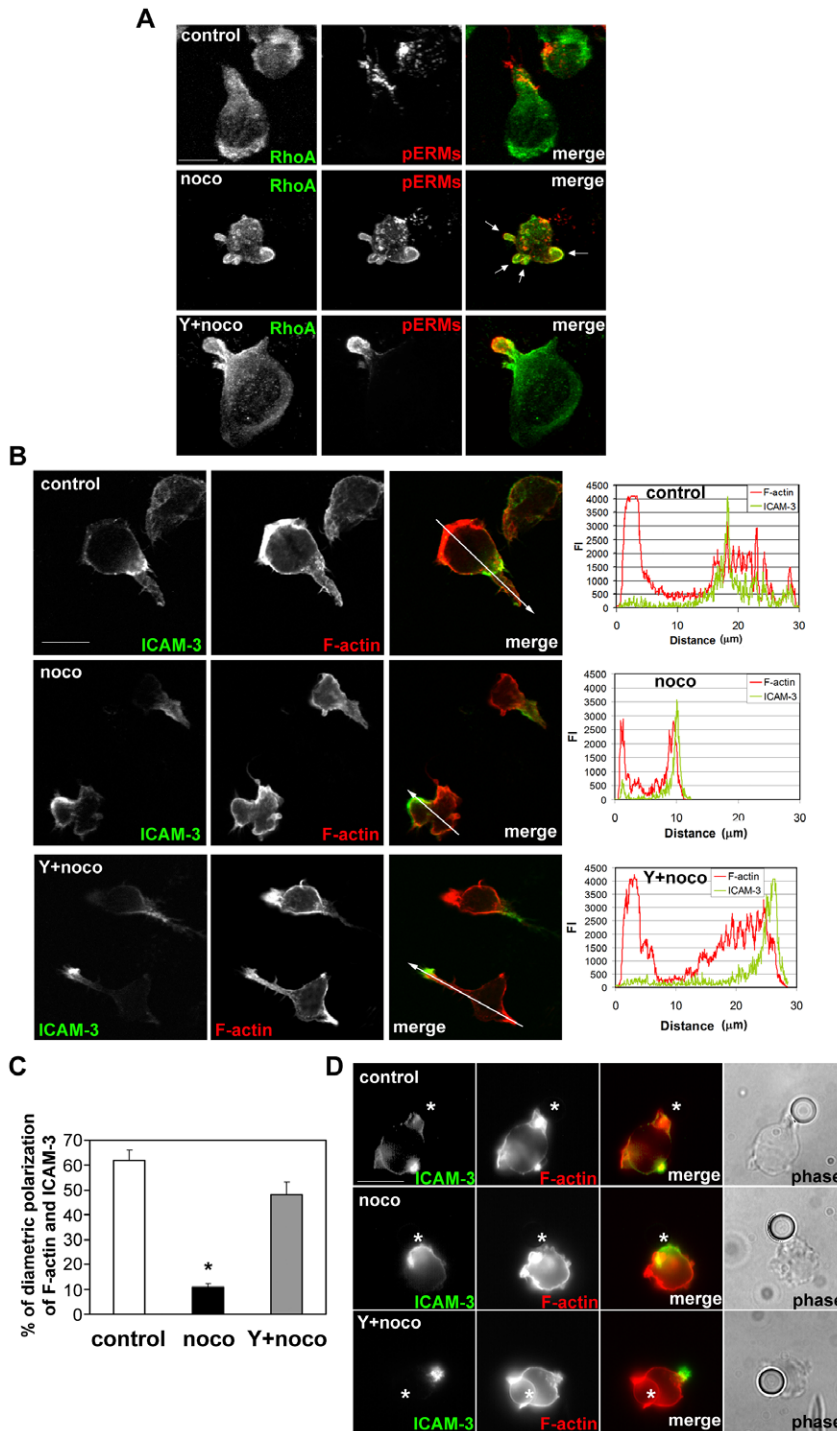 A
control
RhoA
pERMs
merge
noco
RhoA
pERMs
merge
Y+noco
RhoA
pERMs
merge
B
control
ICAM-3
F-actin
merge
4500
4000
3500
3000
2500
2000
1500
1000
500
0
FI
control
F-actin
ICAM-3
0 10 20 30
Distance (μm)
noco
ICAM-3
F-actin
merge
4500
4000
3500
3000
2500
2000
1500
1000
500
0
FI
noco
F-actin
ICAM-3
0 10 20 30
Distance (μm)
Y+noco
ICAM-3
F-actin
merge
4500
4000
3500
3000
2500
2000
1500
1000
500
0
FI
Y+noco
F-actin
ICAM-3
0 10 20 30
Distance (μm)
C
% of diametric polarization
of F-actin and ICAM-3
70
60
50
40
30
20
10
0
*
control noco Y+noco
D
control
*
ICAM-3
*
F-actin
*
merge
phase
noco
*
ICAM-3
*
F-actin
*
merge
phase
Y+noco
*
ICAM-3
*
F-actin
*
merge
phase